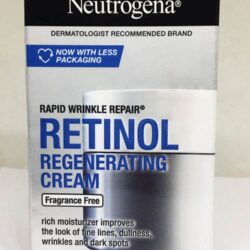 Neutrogena®
DERMATOLOGIST RECOMMENDED BRAND
NOW WITH LESS
PACKAGING
RAPID WRINKLE REPAIR®
RETINOL
REGENERATING
CREAM
Fragrance Free
rich moisturizer improves
the look of fine lines, dullness,
wrinkles and dark spots